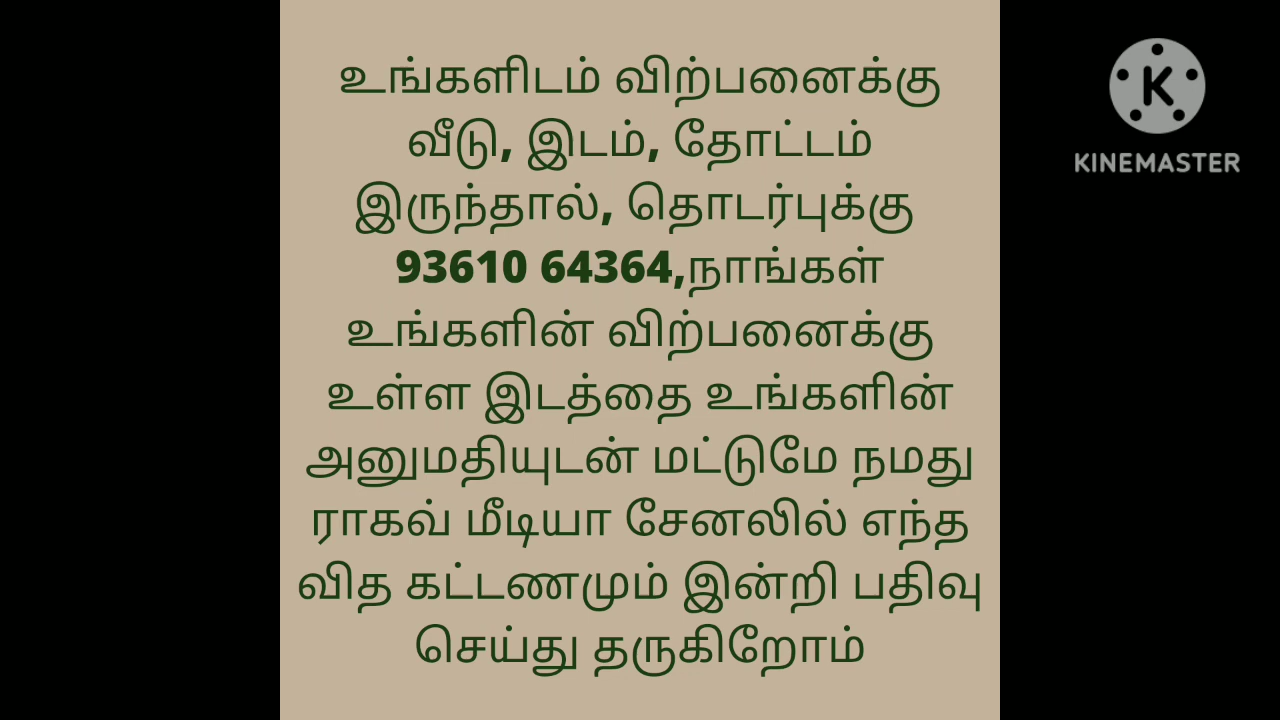 உங்களிடம் விற்பனைக்கு
வீடு, இடம், தோட்டம்
இருந்தால், தொடர்புக்கு
93610 64364,நாங்கள்
உங்களின் விற்பனைக்கு
உள்ள இடத்தை உங்களின்
அனுமதியுடன் மட்டுமே நமது
ராகவ் மீடியா சேனலில் எந்த
வித கட்டணமும் இன்றி பதிவு
செய்து தருகிறோம்
K
KINEMASTER